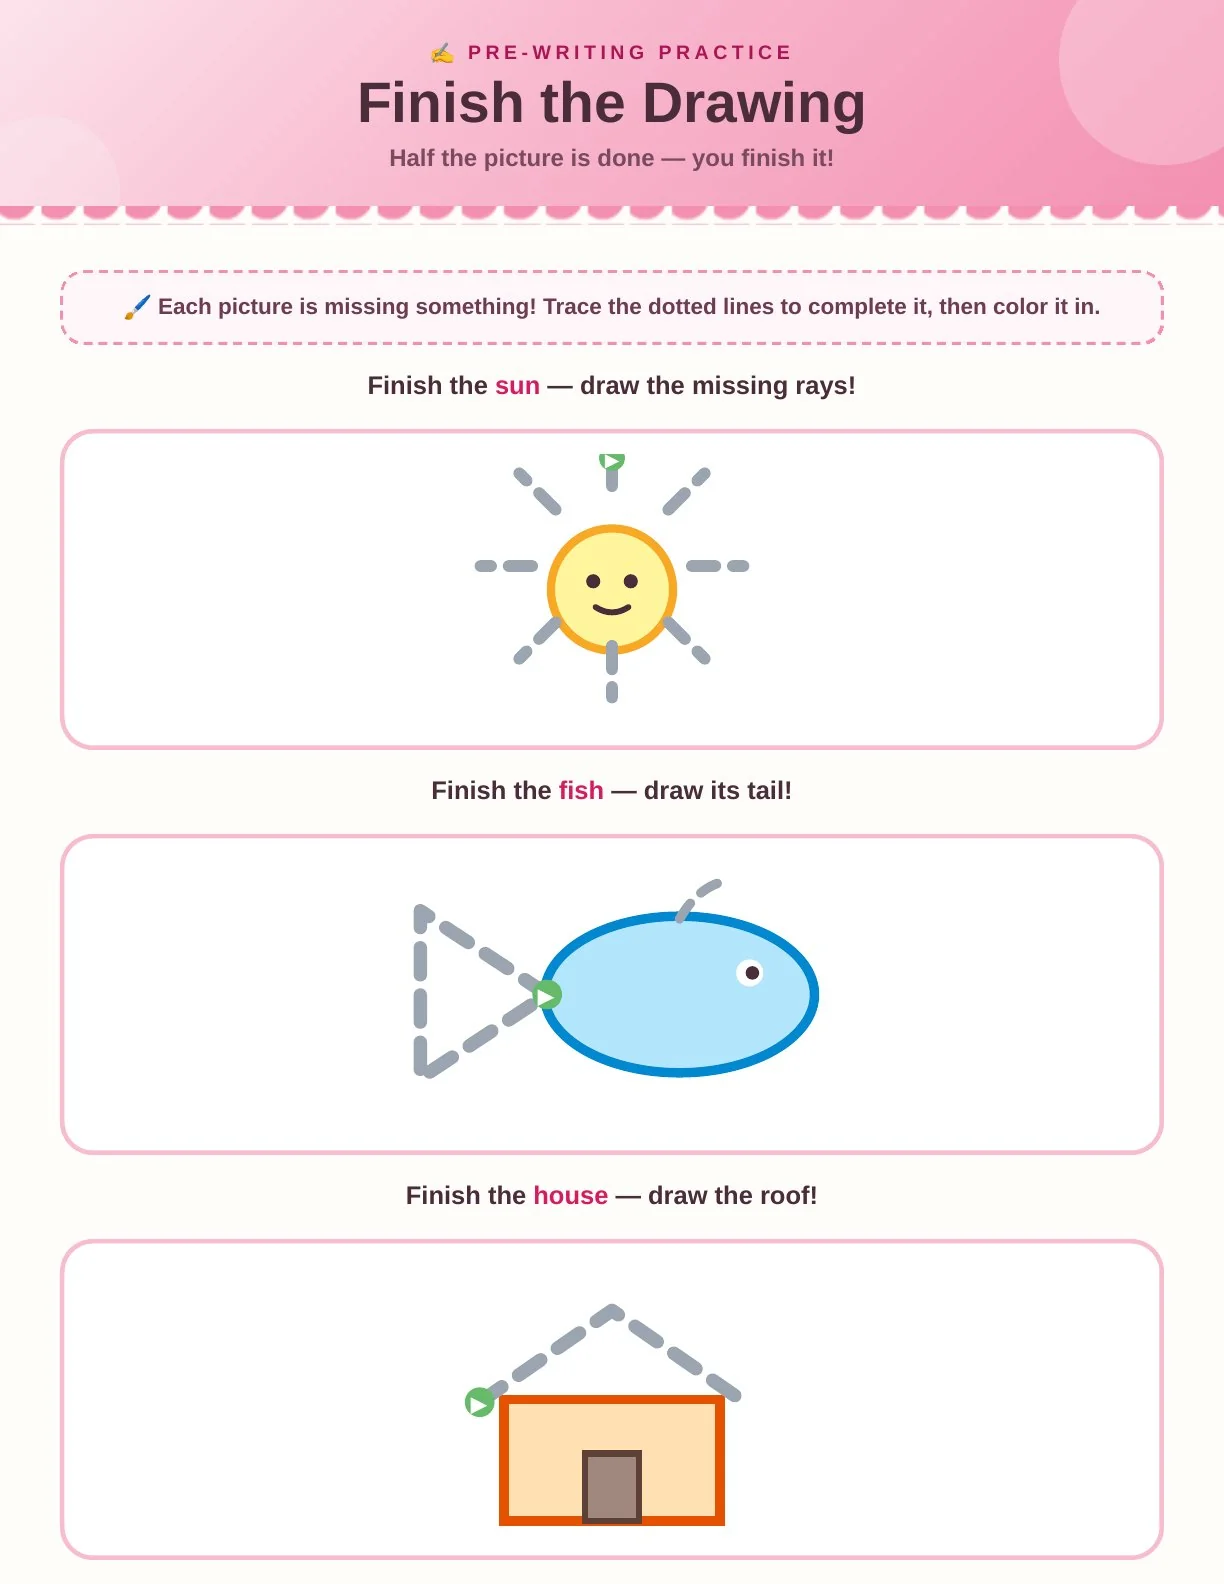 ✍️ PRE-WRITING PRACTICE
Finish the Drawing
Half the picture is done — you finish it!
🖌️ Each picture is missing something! Trace the dotted lines to complete it, then color it in.
Finish the sun — draw the missing rays!
Finish the fish — draw its tail!
Finish the house — draw the roof!